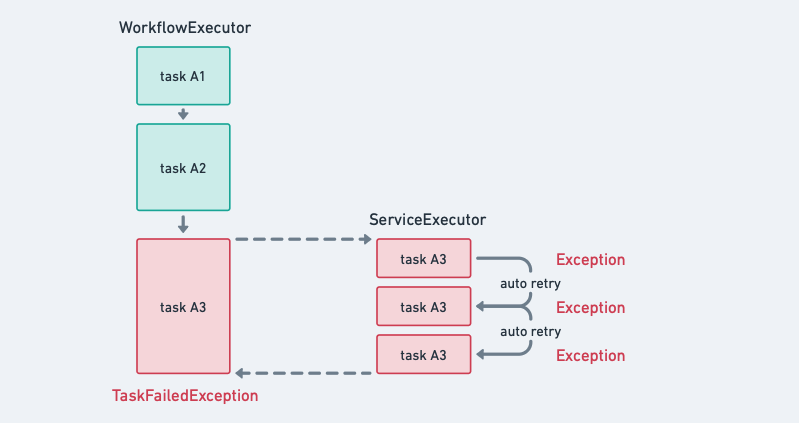 WorkflowExecutor
task A1
task A2
ServiceExecutor
task A3
task A3
Exception
auto retry
task A3
Exception
auto retry
task A3
Exception
TaskFailedException